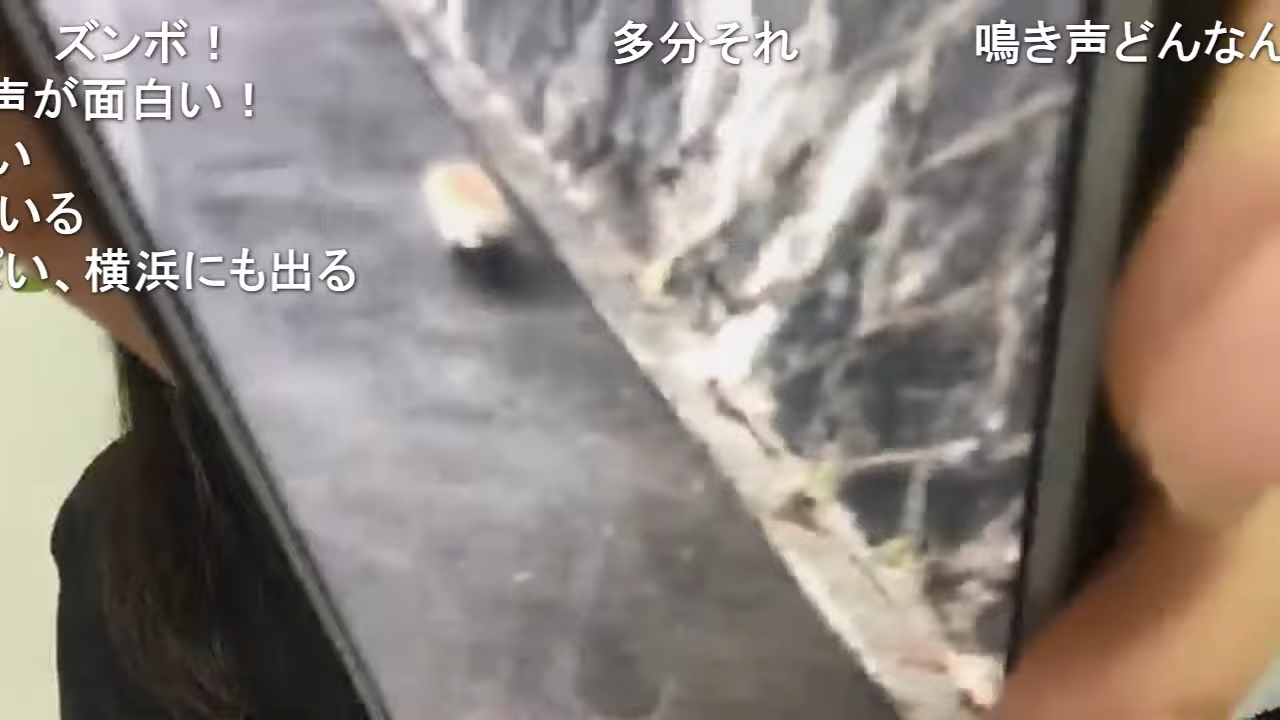 ズンボ！
多分それ
鳴き声どんなん
声が面白い！
い
いる
い、横浜にも出る